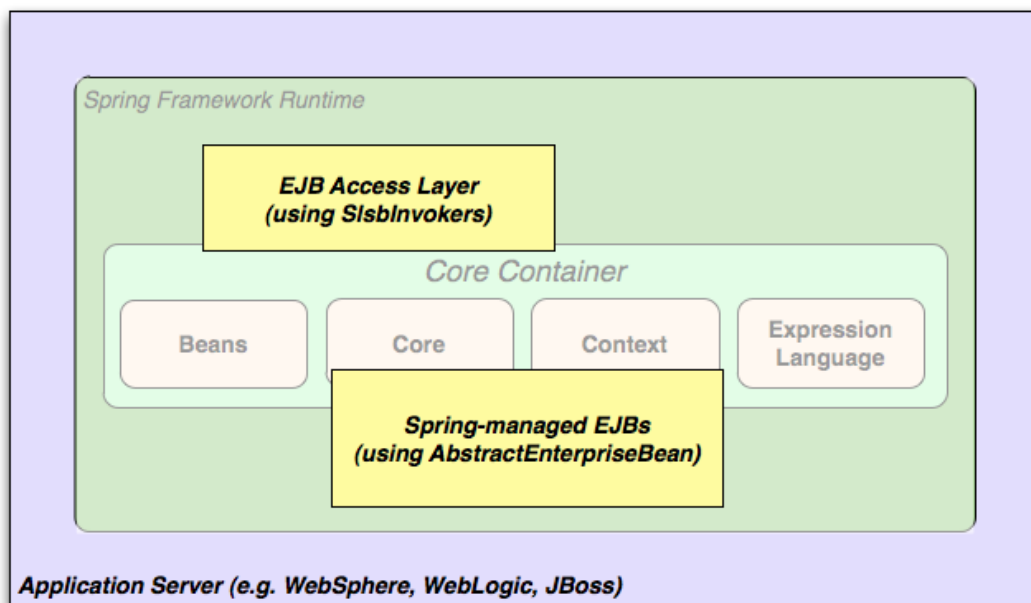 Spring Framework Runtime
EJB Access Layer
(using SlsbInvokers)
Core Container
Beans
Core
Context
Expression
Language
Spring-managed EJBs
(using AbstractEnterpriseBean)
Application Server (e.g. WebSphere, WebLogic, JBoss)